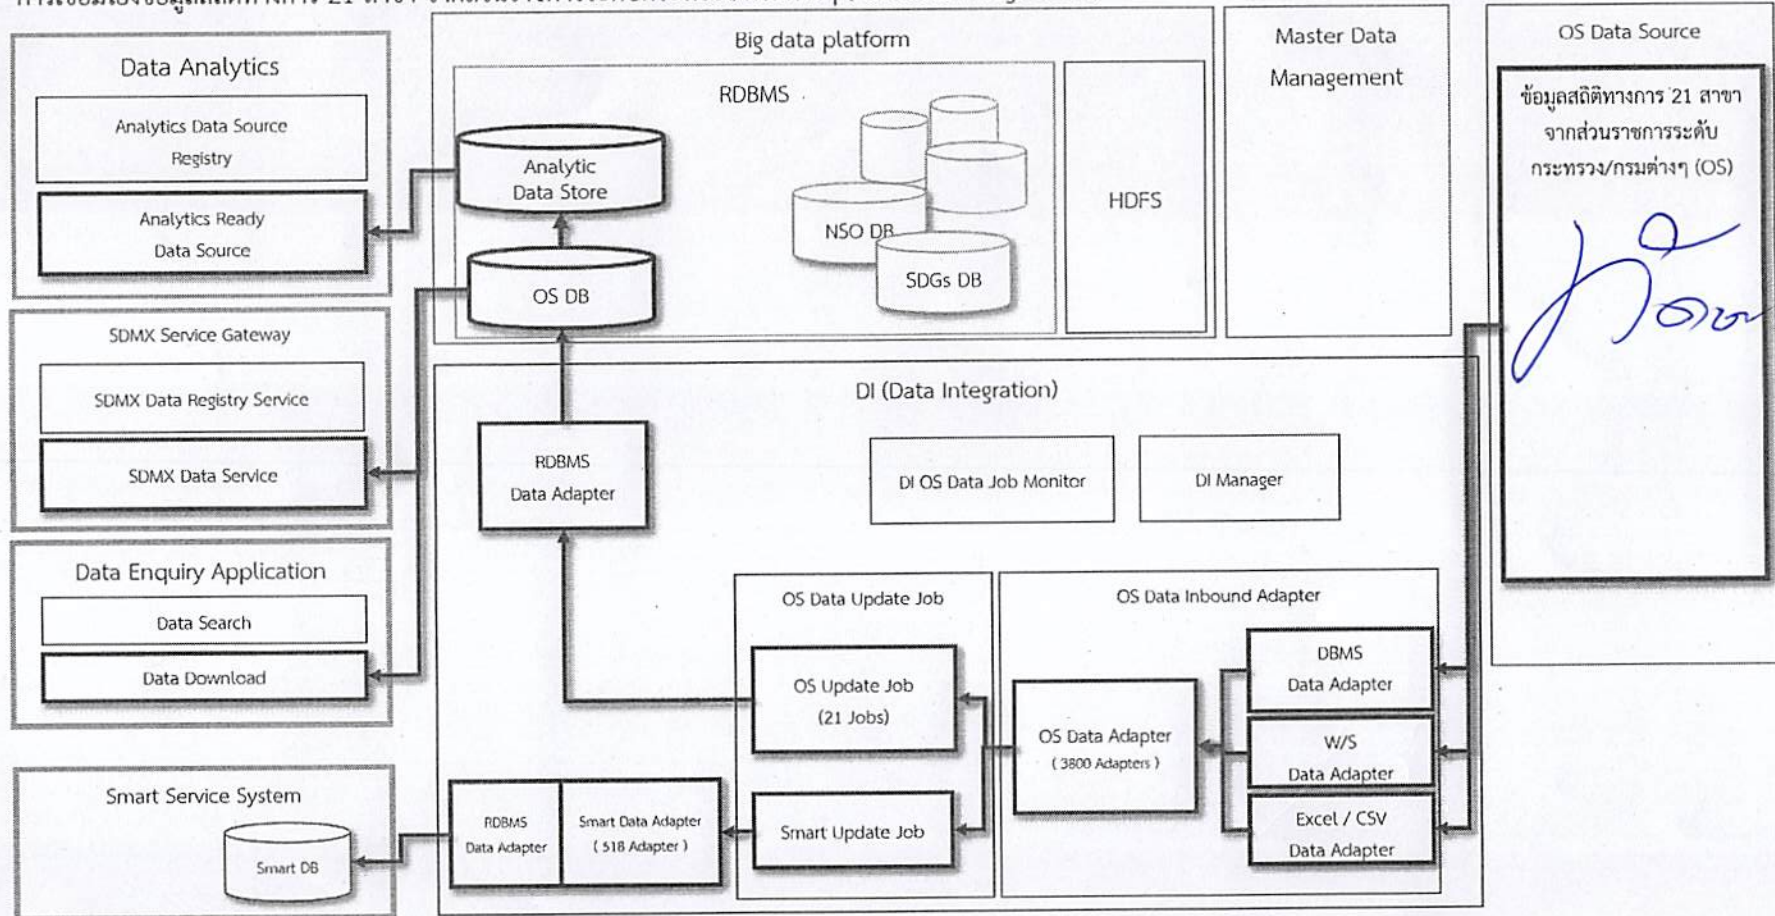 Data Analytics
Analytics Data Source
Registry
Analytics Ready
Data Source
SDMX Service Gateway
SDMX Data Registry Service
SDMX Data Service
Data Enquiry Application
Data Search
Data Download
Smart Service System
Smart DB
Big data platform
RDBMS
Analytic
Data Store
OS DB
NSO DB
SDGs DB
HDFS
Master Data
Management
OS Data Source
ข้อมูลสถิติทางการ 21 สาขา
จากส่วนราชการระดับ
กระทรวง/กรมต่างๆ (OS)
DI (Data Integration)
RDBMS
Data Adapter
DI OS Data Job Monitor
DI Manager
OS Data Update Job
OS Update Job
(21 Jobs)
Smart Update Job
RDBMS
Data Adapter
Smart Data Adapter
( 518 Adapter )
OS Data Inbound Adapter
OS Data Adapter
( 3800 Adapters )
DBMS
Data Adapter
W/S
Data Adapter
Excel / CSV
Data Adapter